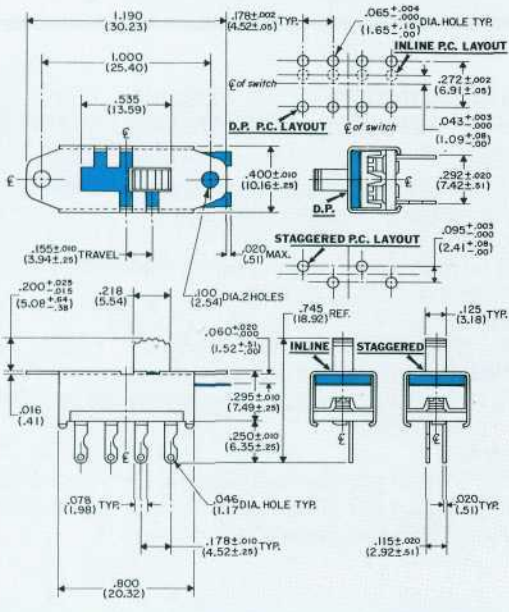 1.190
(30.23)
.178±.002 TYP.
(4.52±.05)
.065+.004 -.000 DIA. HOLE TYP.
(1.65+.10 -.00)
INLINE P.C. LAYOUT
1.000
(25.40)
℄ of switch
.272±.002
(6.91±.05)
.535
(13.59)
D.P. P.C. LAYOUT
℄ of switch
.043+.003 -.000
(1.09+.08 -.00)
℄
℄
.400±.010
(10.16±.25)
℄
D.P.
.292±.020
(7.42±.51)
.155±.010 TRAVEL
(3.94±.25)
.020 MAX.
(.51)
STAGGERED P.C. LAYOUT
.095+.003 -.000
(2.41+.08 -.00)
.200+.025 -.015
(5.08+.64 -.38)
.218
(5.54)
.100 DIA. 2 HOLES
(2.54)
.745 REF.
(18.92)
.125 TYP.
(3.18)
.060+.020 -.000
(1.52+.51 -.00)
INLINE
STAGGERED
.016
(.41)
.295±.010
(7.49±.25)
.250±.010
(6.35±.25)
℄
℄
℄
.078 TYP.
(1.98)
.046 DIA. HOLE TYP.
(1.17)
.020 TYP.
(.51)
.178±.010 TYP.
(4.52±.25)
.115±.020
(2.92±.51)
.800
(20.32)